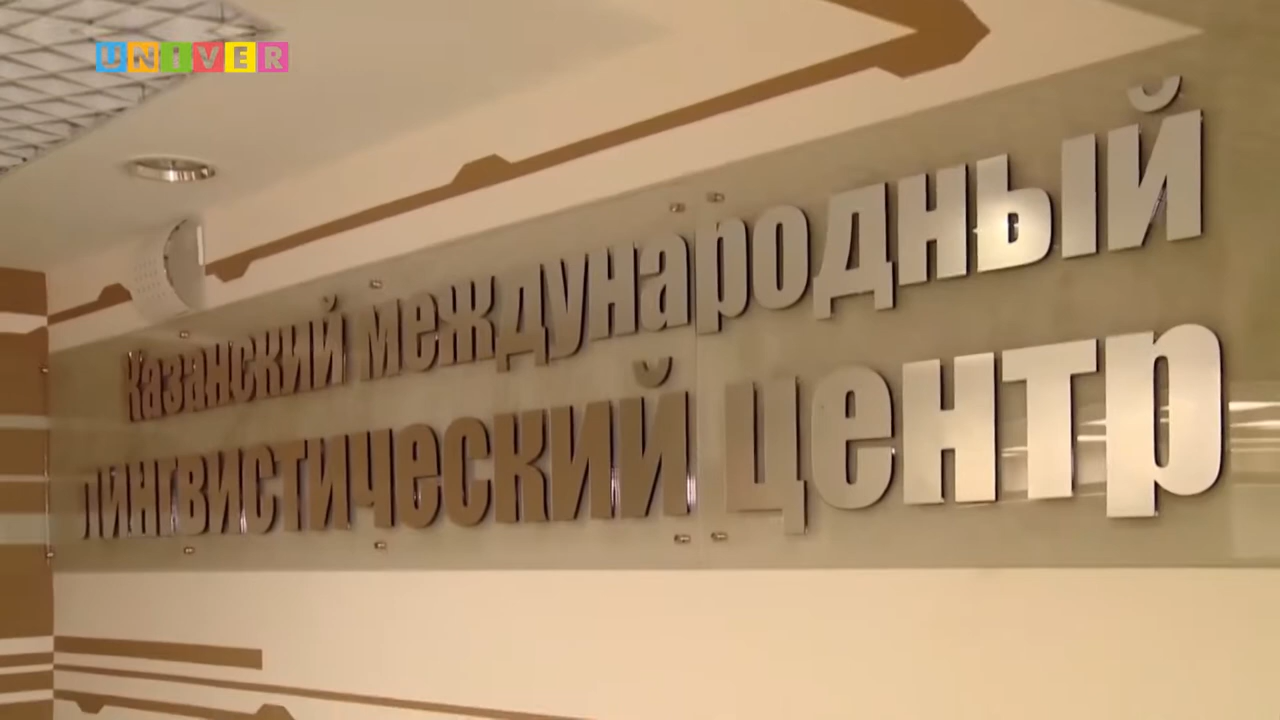 UNIVER
Казанский международный
лингвистический центр